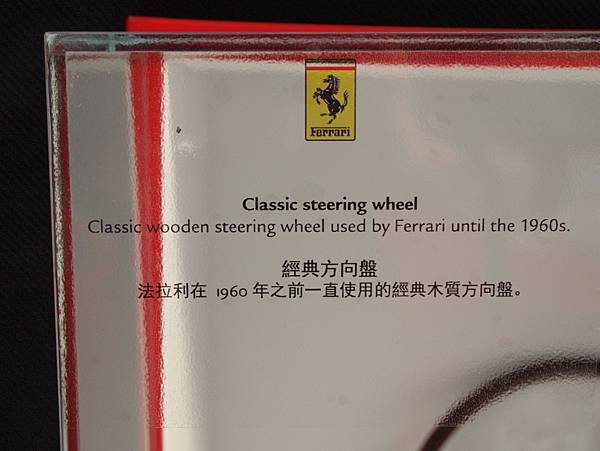 Ferrari
Classic steering wheel
Classic wooden steering wheel used by Ferrari until the 1960s.
經典方向盤
法拉利在 1960 年之前一直使用的經典木質方向盤。